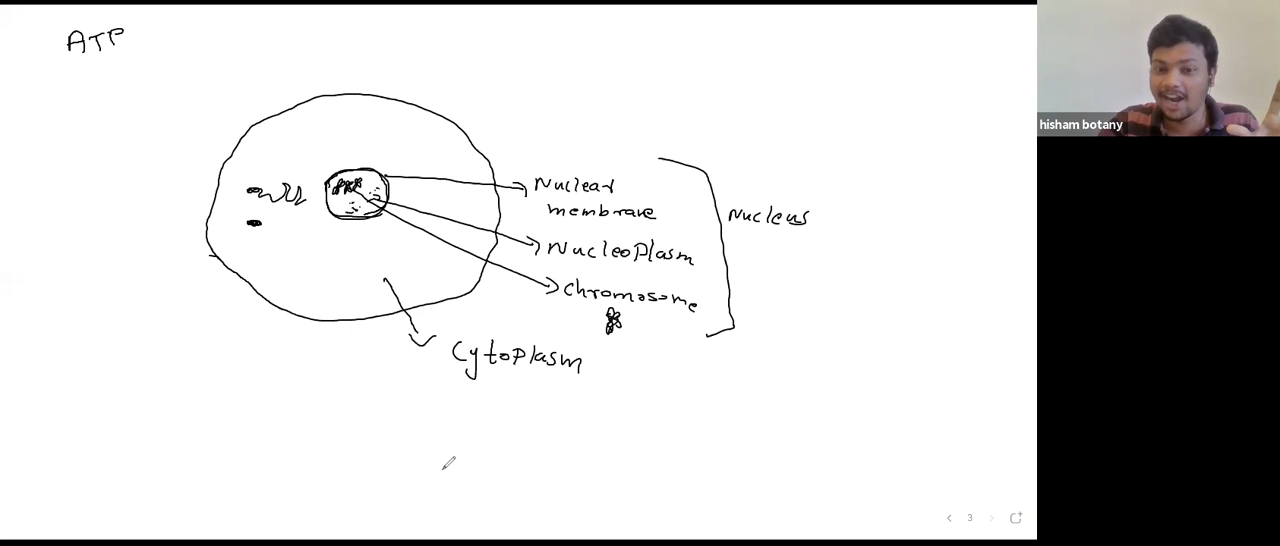 ATP
hisham botany
Nuclear
membrane
Nucleus
Nucleoplasm
chromosome
Cytoplasm
3